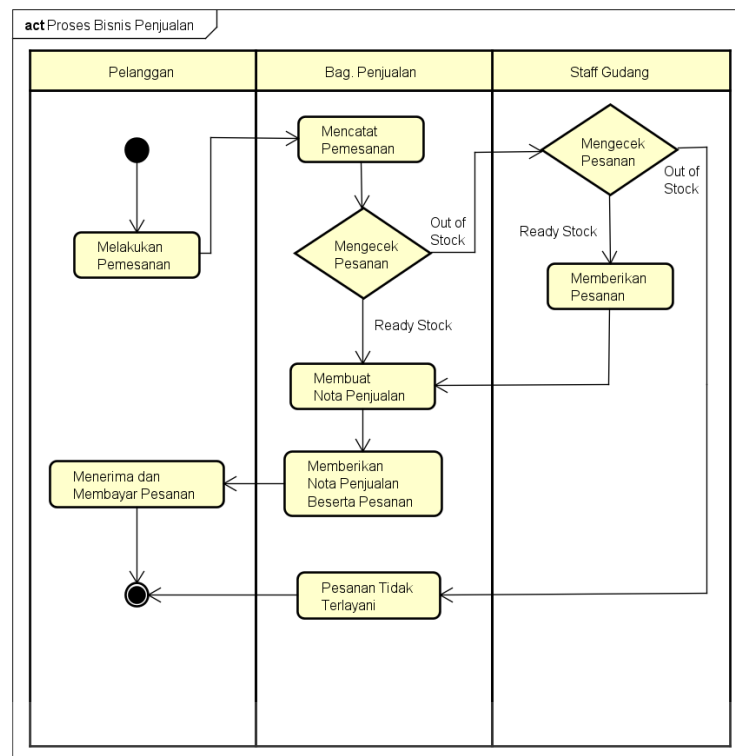 act Proses Bisnis Penjualan
Pelanggan
Bag. Penjualan
Staff Gudang
Mencatat
Pemesanan
Mengecek
Pesanan
Out of
Stock
Melakukan
Pemesanan
Mengecek
Pesanan
Out of
Stock
Ready Stock
Memberikan
Pesanan
Ready Stock
Membuat
Nota Penjualan
Menerima dan
Membayar Pesanan
Memberikan
Nota Penjualan
Beserta Pesanan
Pesanan Tidak
Terlayani